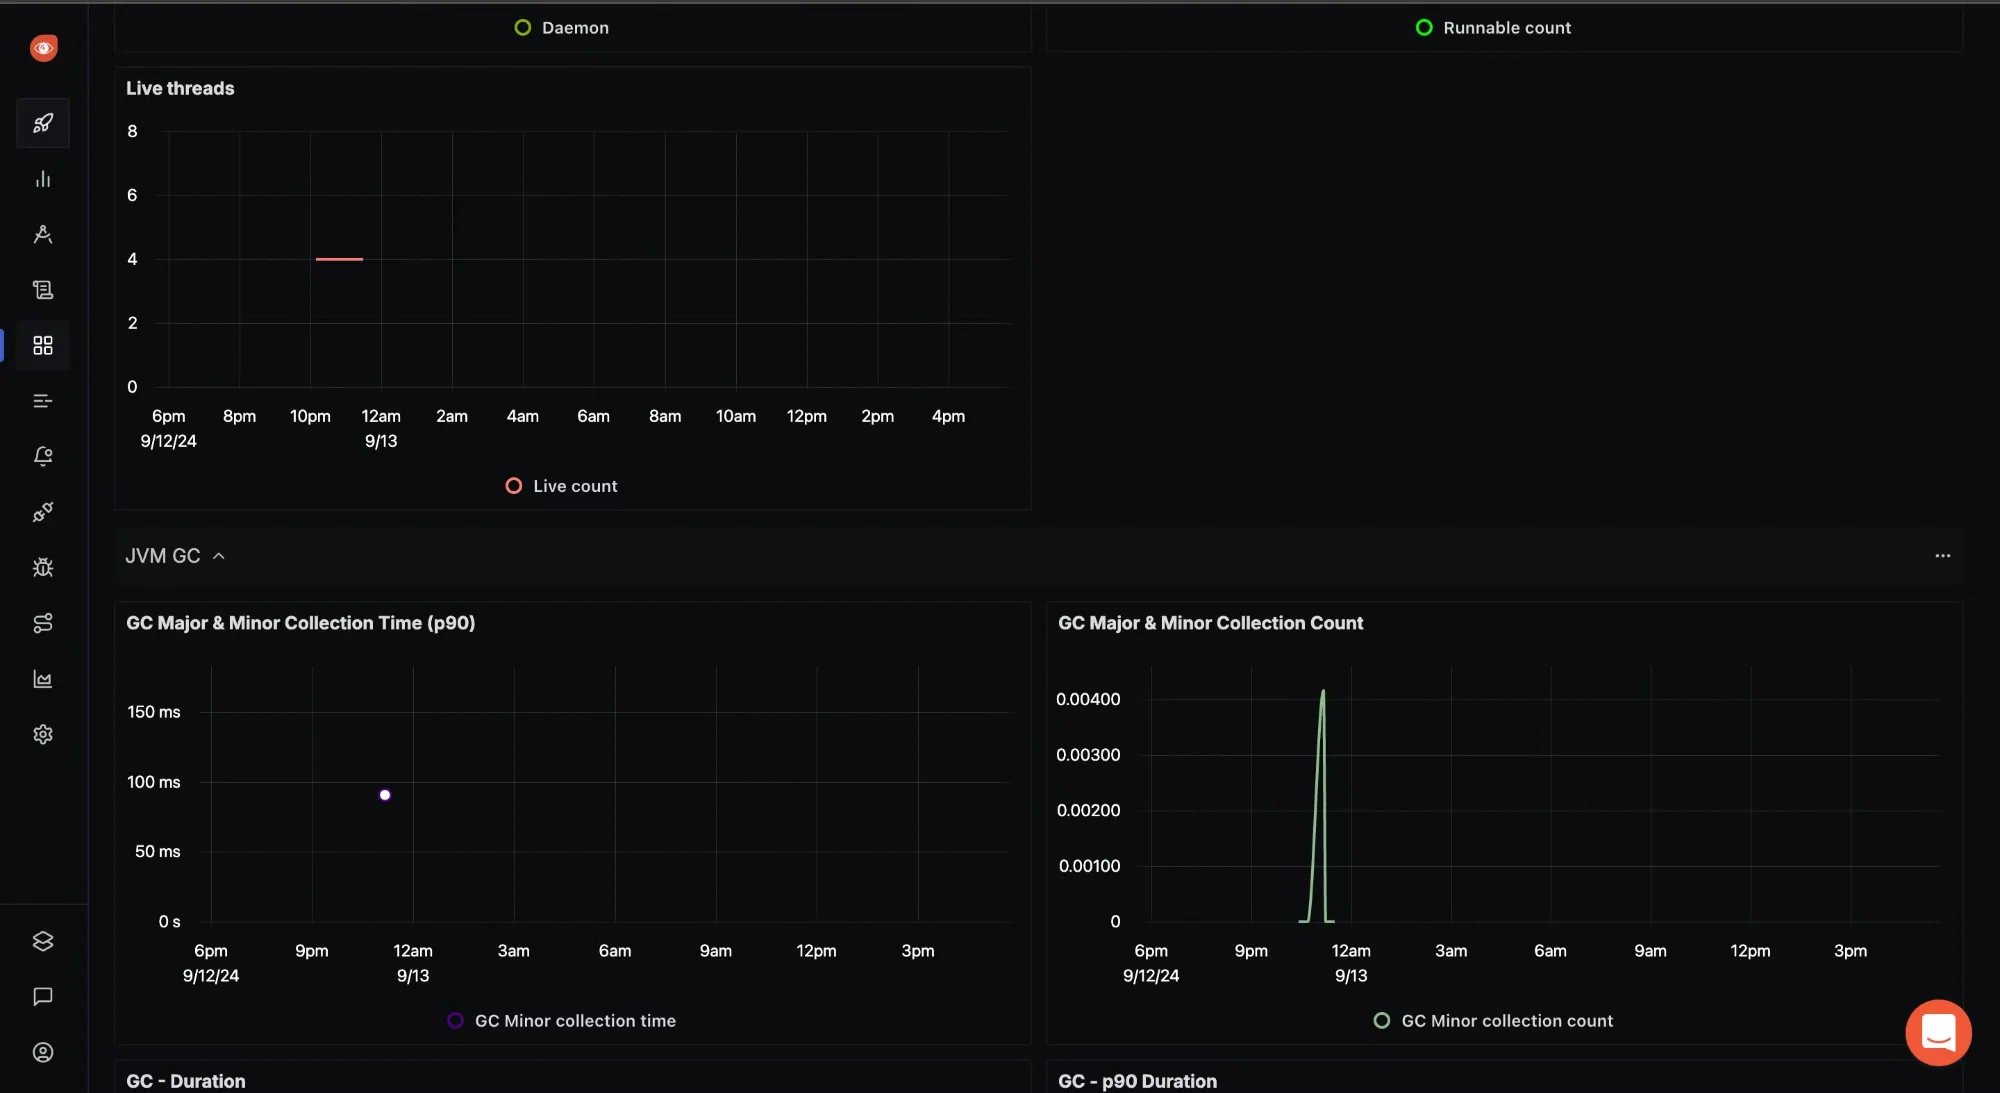 Daemon
Runnable count
Live threads
8
6
4
2
0
6pm 8pm 10pm 12am 2am 4am 6am 8am 10am 12pm 2pm 4pm
9/12/24 9/13
Live count
JVM GC
GC Major & Minor Collection Time (p90)
150 ms
100 ms
50 ms
0 s
6pm 9pm 12am 3am 6am 9am 12pm 3pm
9/12/24 9/13
GC Minor collection time
GC Major & Minor Collection Count
0.00400
0.00300
0.00200
0.00100
0
6pm 9pm 12am 3am 6am 9am 12pm 3pm
9/12/24 9/13
GC Minor collection count
GC - Duration
GC - p90 Duration